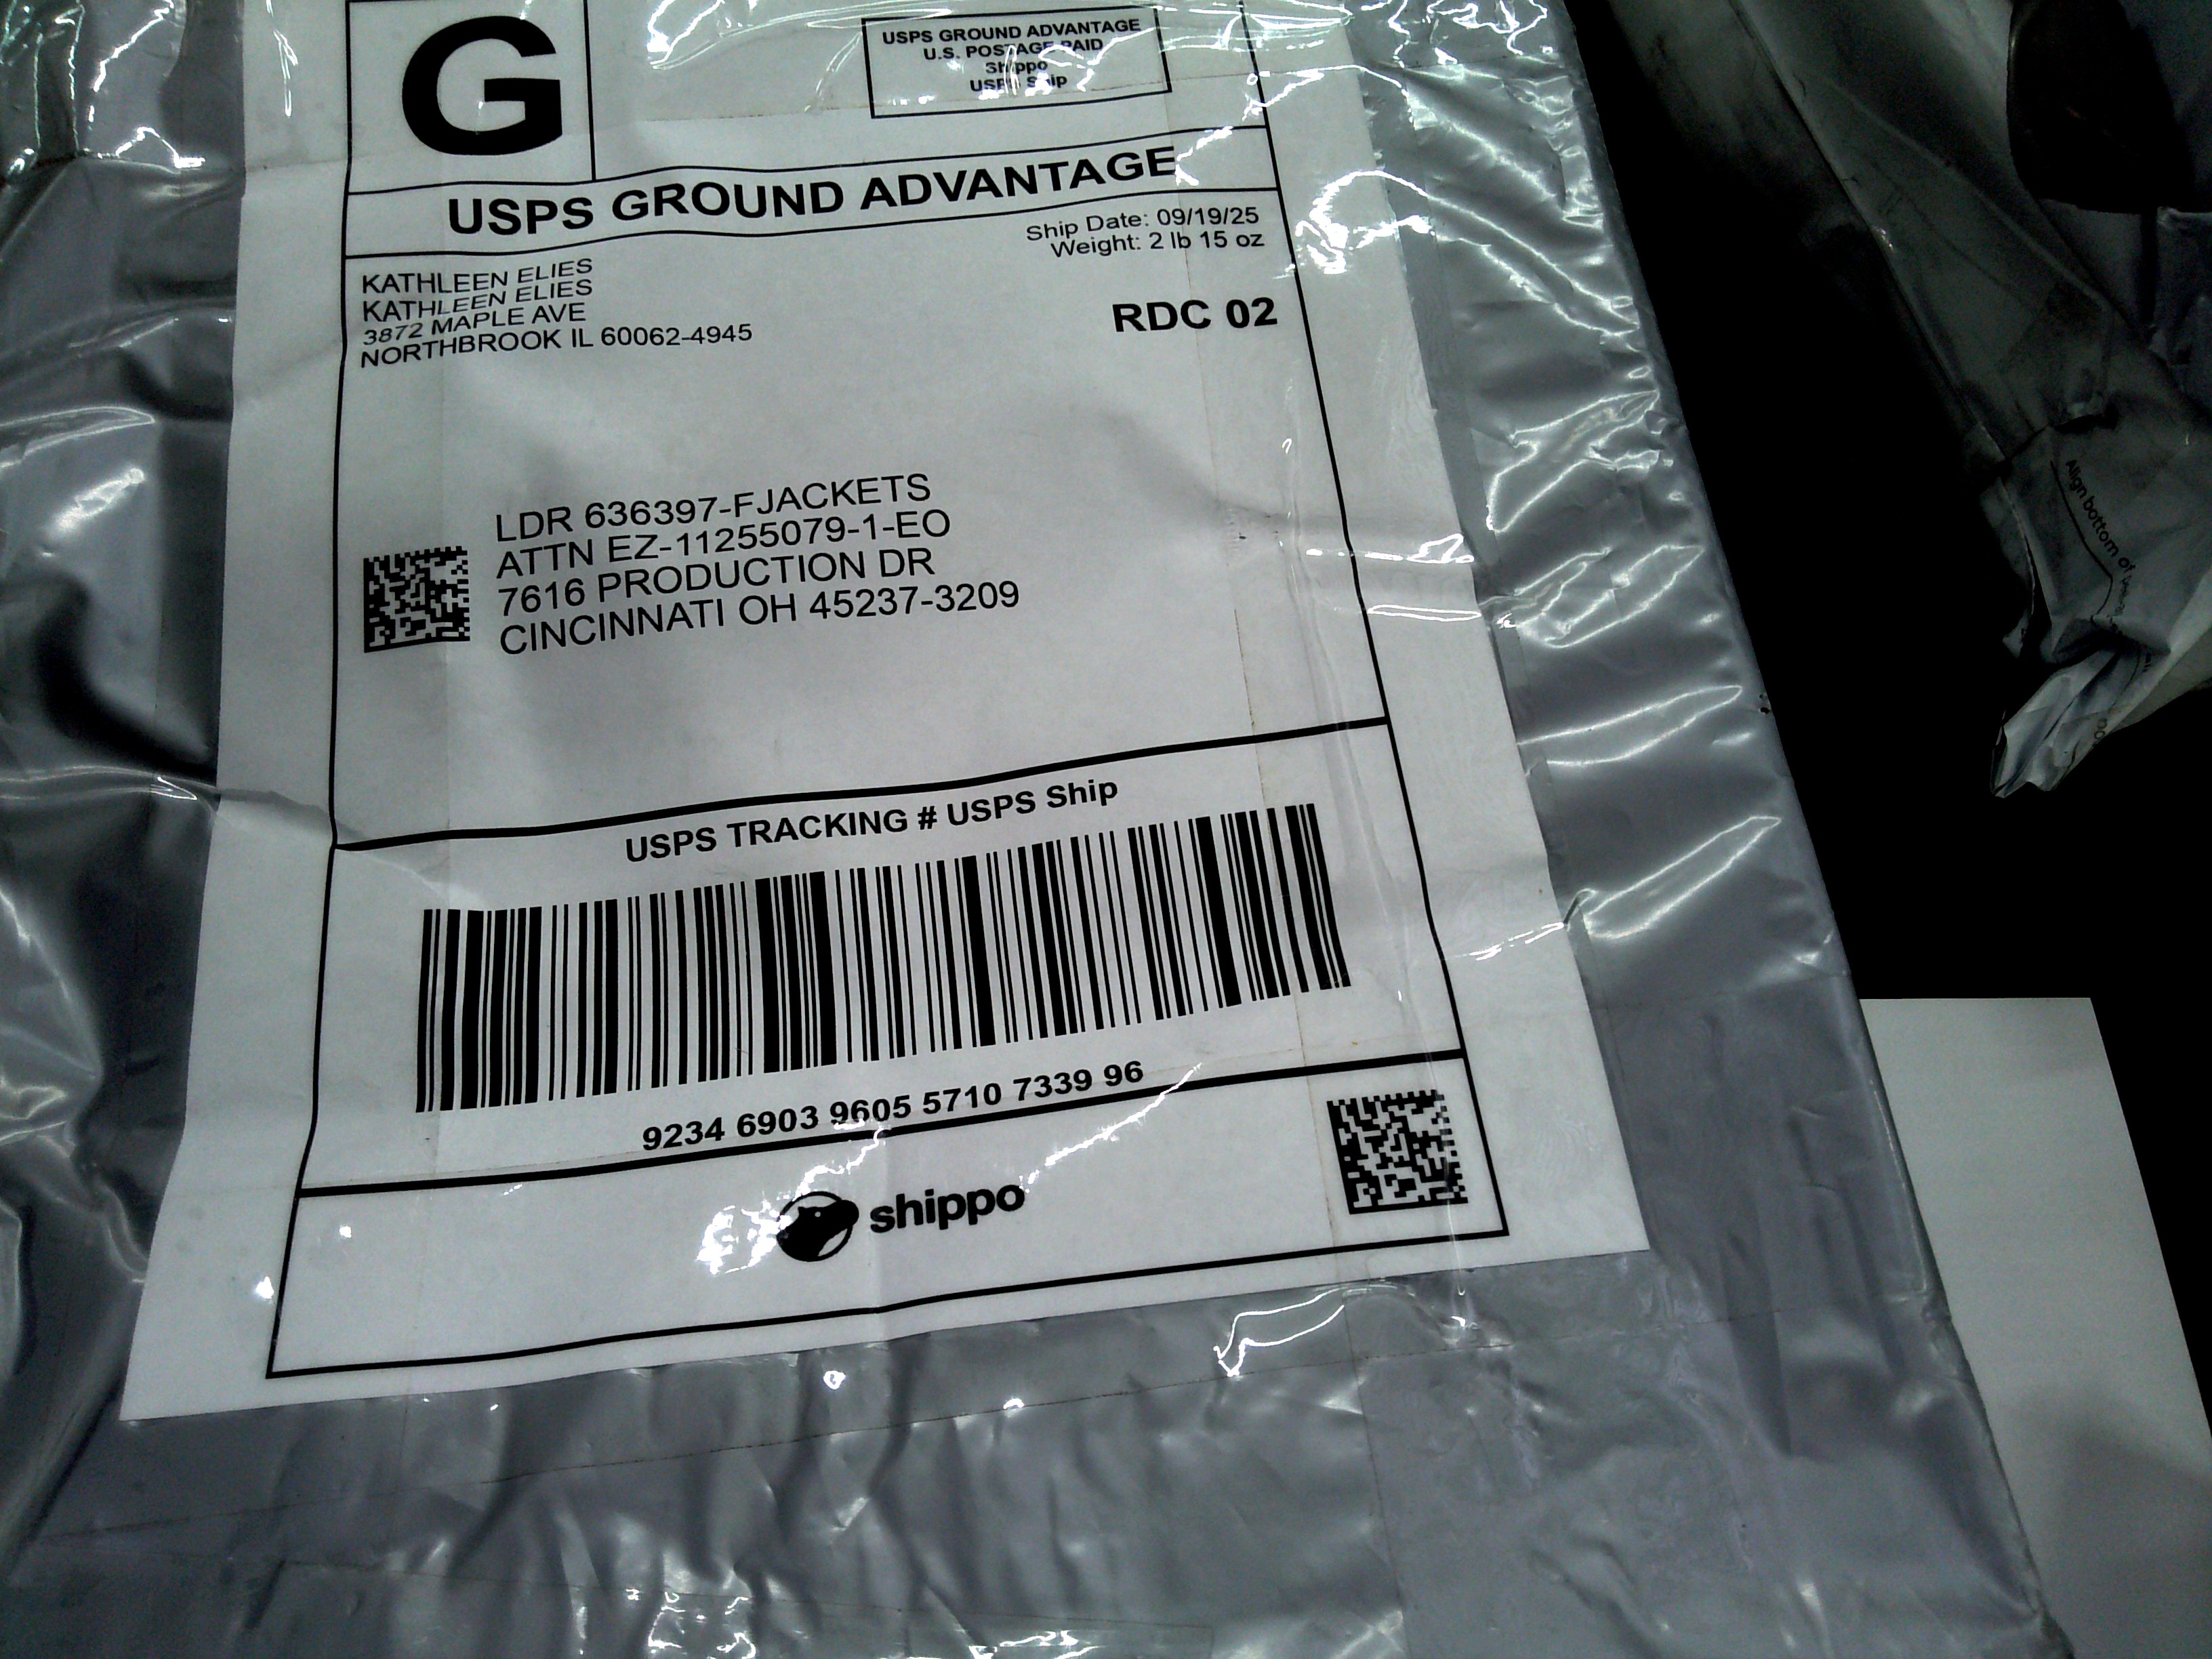 G
USPS GROUND ADVANTAGE
U.S. POSTAGE PAID
Shippo
USPS Ship
USPS GROUND ADVANTAGE
Ship Date: 09/19/25
Weight: 2 lb 15 oz
KATHLEEN ELIES
KATHLEEN ELIES
3872 MAPLE AVE
NORTHBROOK IL 60062-4945
RDC 02
LDR 636397-FJACKETS
ATTN EZ-11255079-1-EO
7616 PRODUCTION DR
CINCINNATI OH 45237-3209
USPS TRACKING # USPS Ship
9234 6903 9605 5710 7339 96
shippo
Align bottom of